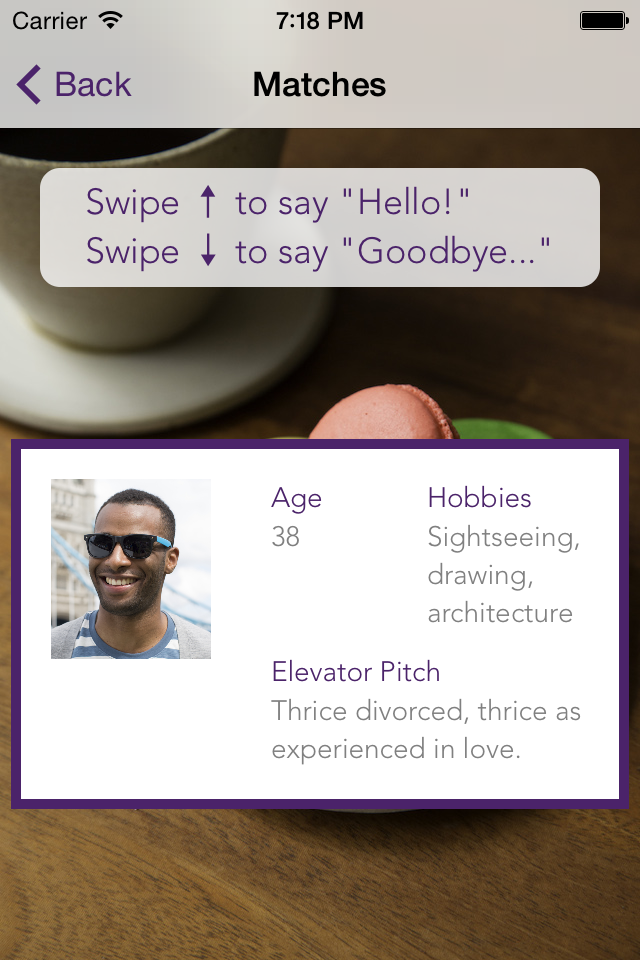 Carrier 7:18 PM
Back Matches
Swipe ↑ to say "Hello!"
Swipe ↓ to say "Goodbye..."
Age
38
Hobbies
Sightseeing,
drawing,
architecture
Elevator Pitch
Thrice divorced, thrice as
experienced in love.